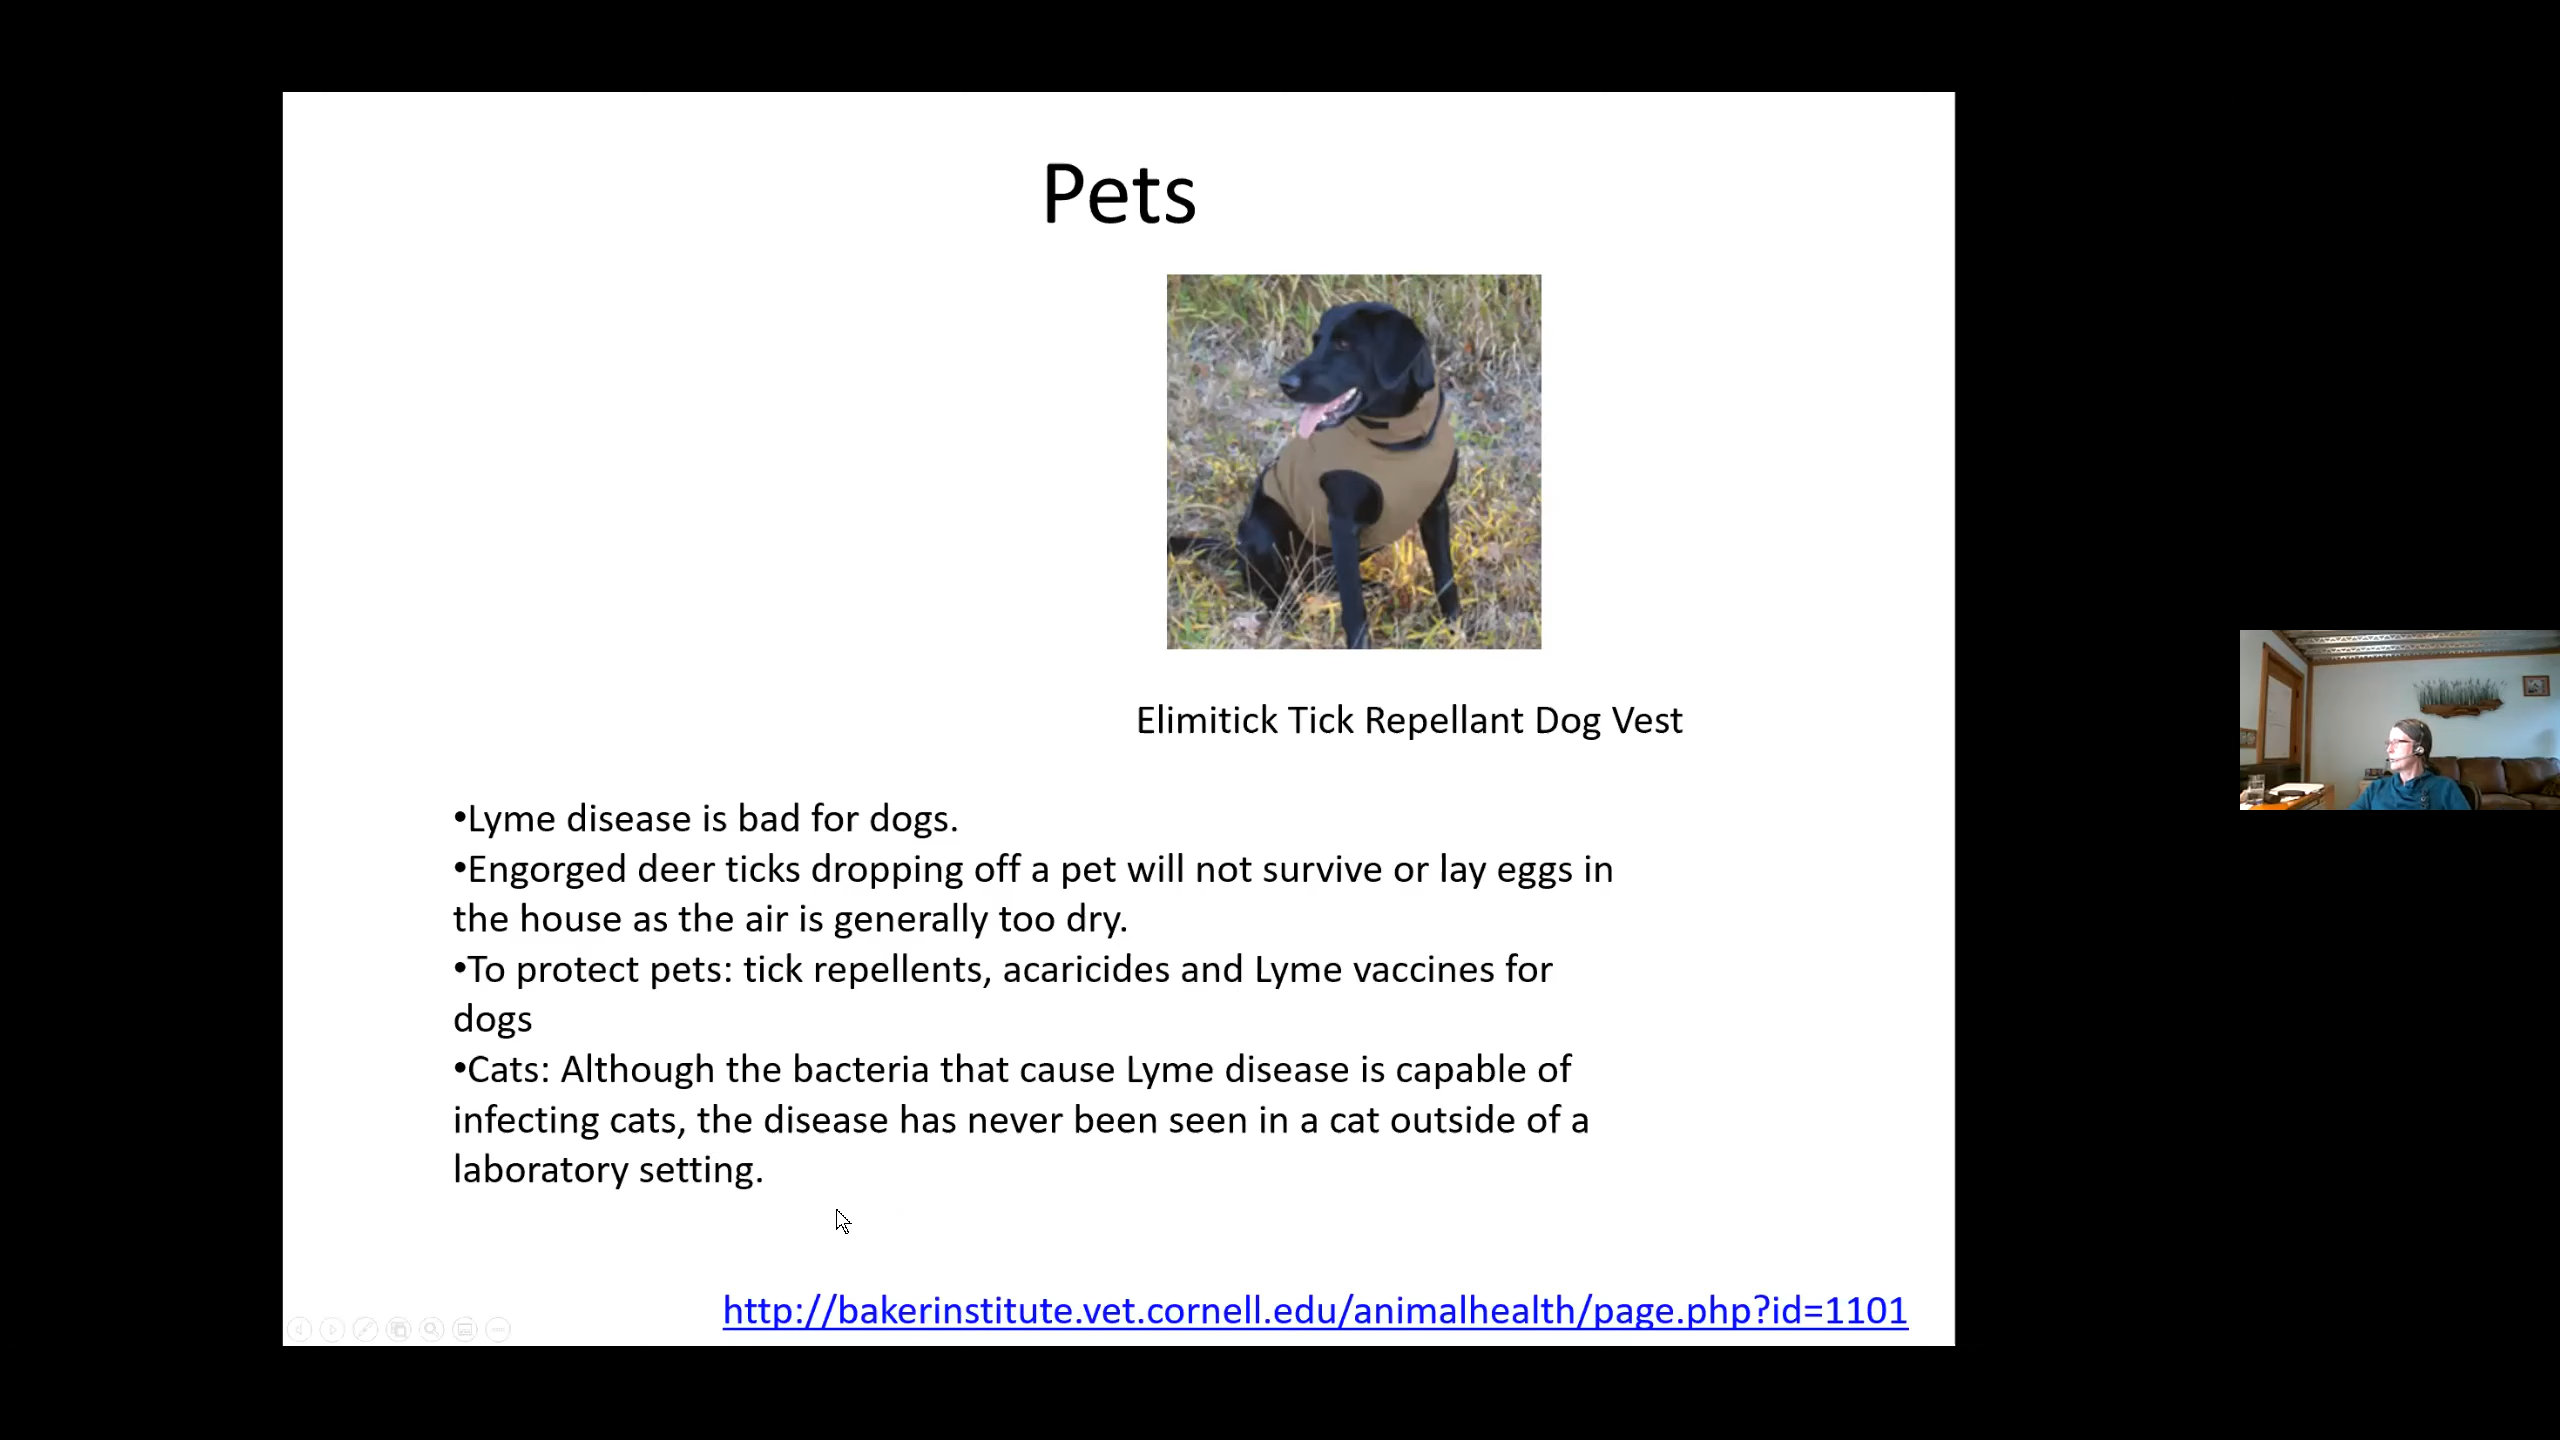 Pets
Elimitick Tick Repellant Dog Vest
•Lyme disease is bad for dogs.
•Engorged deer ticks dropping off a pet will not survive or lay eggs in
the house as the air is generally too dry.
•To protect pets: tick repellents, acaricides and Lyme vaccines for
dogs
•Cats: Although the bacteria that cause Lyme disease is capable of
infecting cats, the disease has never been seen in a cat outside of a
laboratory setting.
http://bakerinstitute.vet.cornell.edu/animalhealth/page.php?id=1101